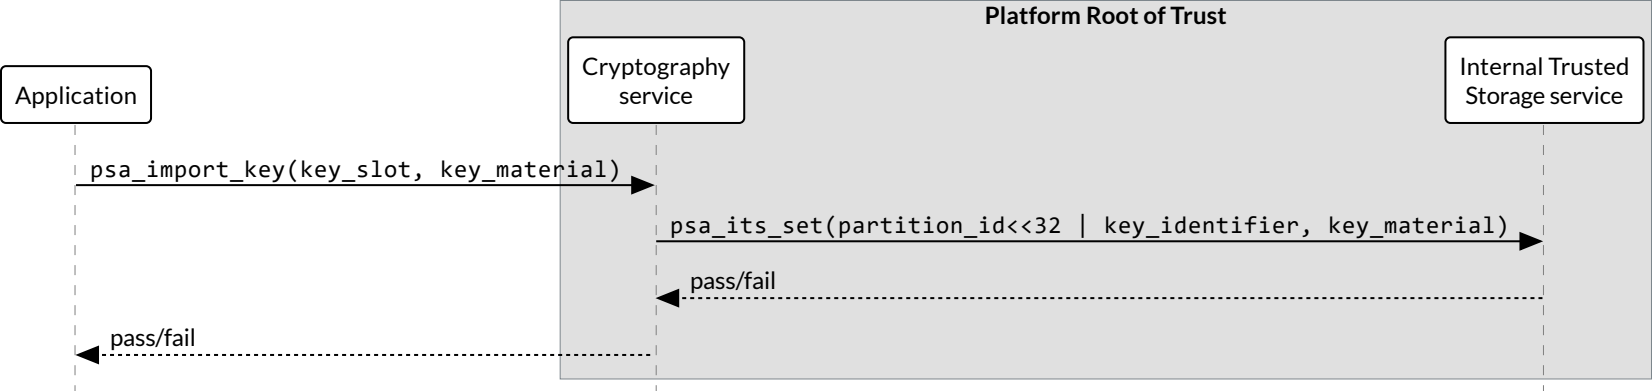 Platform Root of Trust
Application
Cryptography
service
Internal Trusted
Storage service
psa_import_key(key_slot, key_material)
psa_its_set(partition_id<<32 | key_identifier, key_material)
pass/fail
pass/fail